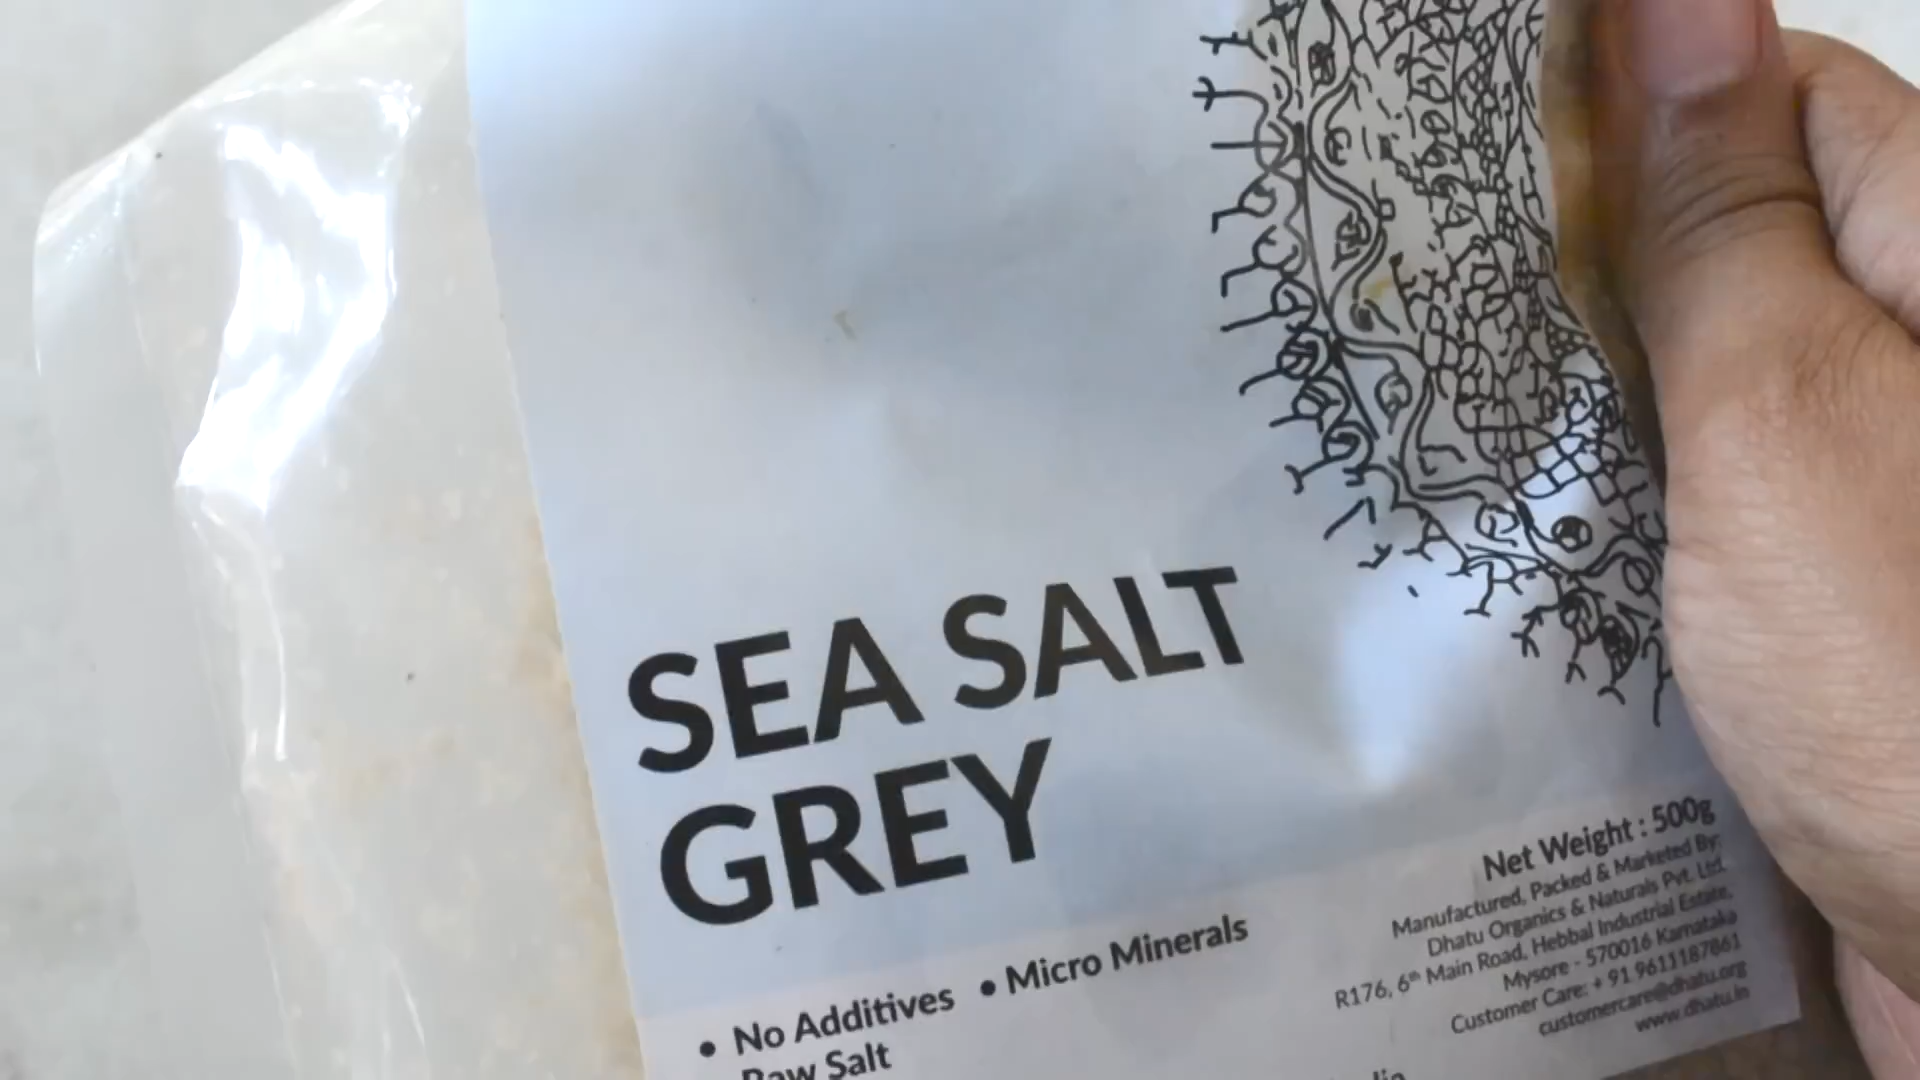 SEA SALT
GREY
• No Additives • Micro Minerals
Raw Salt
Net Weight : 500g
Manufactured, Packed & Marketed By:
Dhatu Organics & Naturals Pvt. Ltd.
R176, 6th Main Road, Hebbal Industrial Estate,
Mysore - 570016 Karnataka
Customer Care: + 91 9611187861
customercare@dhatu.org
www.dhatu.in